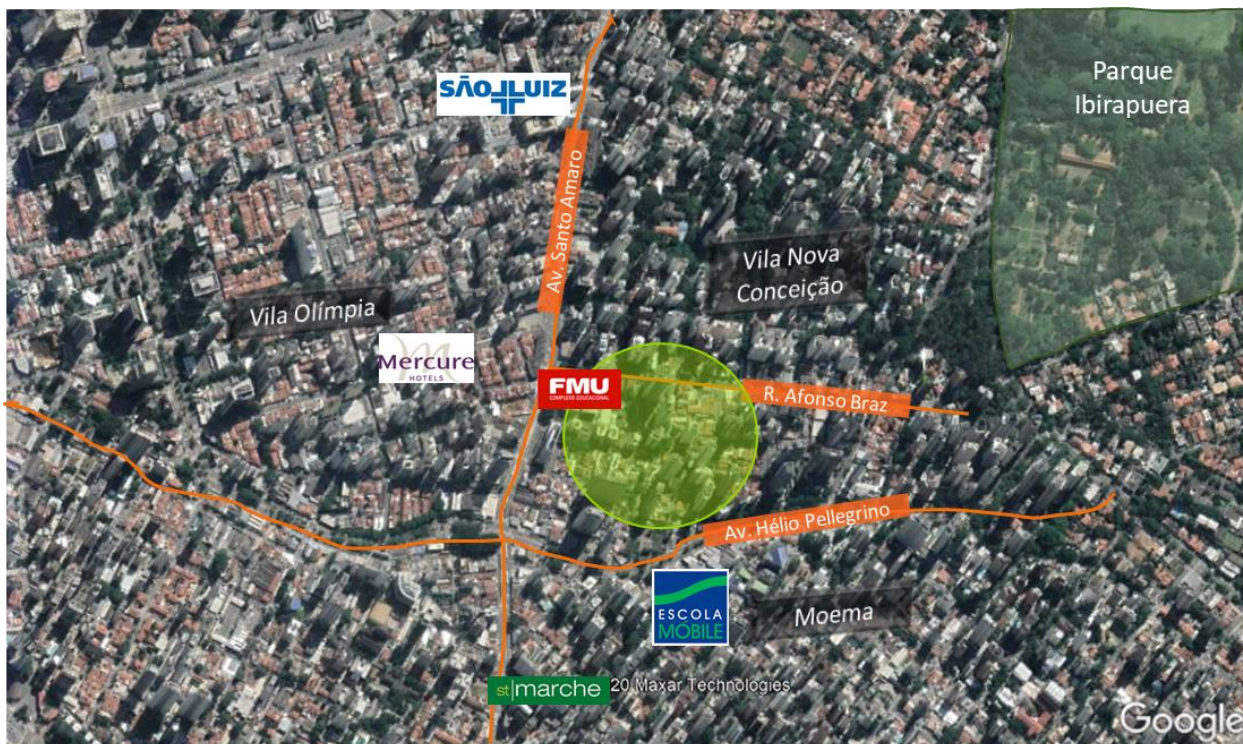 SÃO LUIZ
Parque
Ibirapuera
Av. Santo Amaro
Vila Nova
Conceição
Vila Olímpia
Mercure
HOTELS
FMU
COMPLEXO EDUCACIONAL
R. Afonso Braz
Av. Hélio Pellegrino
ESCOLA
MÓBILE
Moema
st|marche
20 Maxar Technologies
Google